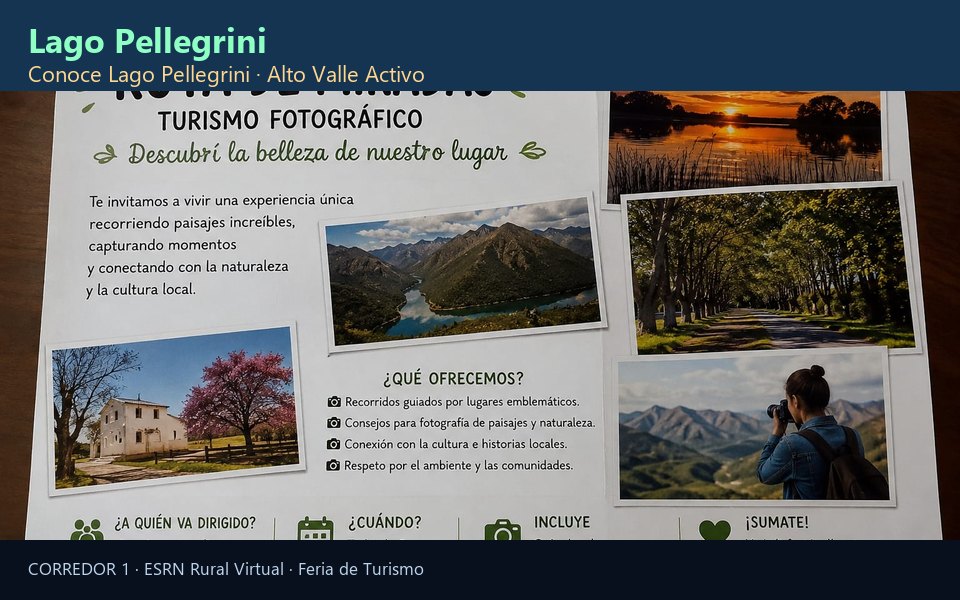 Lago Pellegrini
Conoce Lago Pellegrini · Alto Valle Activo
TURISMO FOTOGRÁFICO
Descubrí la belleza de nuestro lugar
Te invitamos a vivir una experiencia única
recorriendo paisajes increíbles,
capturando momentos
y conectando con la naturaleza
y la cultura local.
¿QUÉ OFRECEMOS?
Recorridos guiados por lugares emblemáticos.
Consejos para fotografía de paisajes y naturaleza.
Conexión con la cultura e historias locales.
Respeto por el ambiente y las comunidades.
¿A QUIÉN VA DIRIGIDO?
¿CUÁNDO?
INCLUYE
¡SUMATE!
CORREDOR 1 · ESRN Rural Virtual · Feria de Turismo